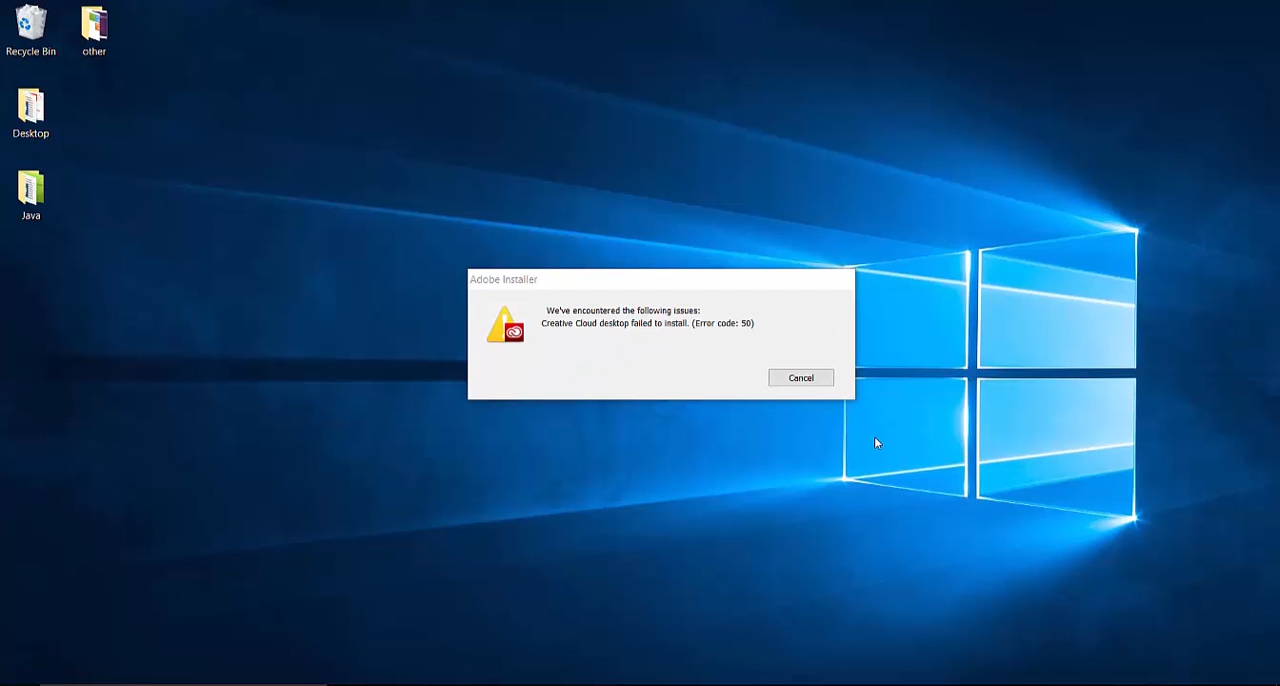 Recycle Bin
other
Desktop
Java
Adobe Installer
We've encountered the following issues:
Creative Cloud desktop failed to install. (Error code: 50)
Cancel